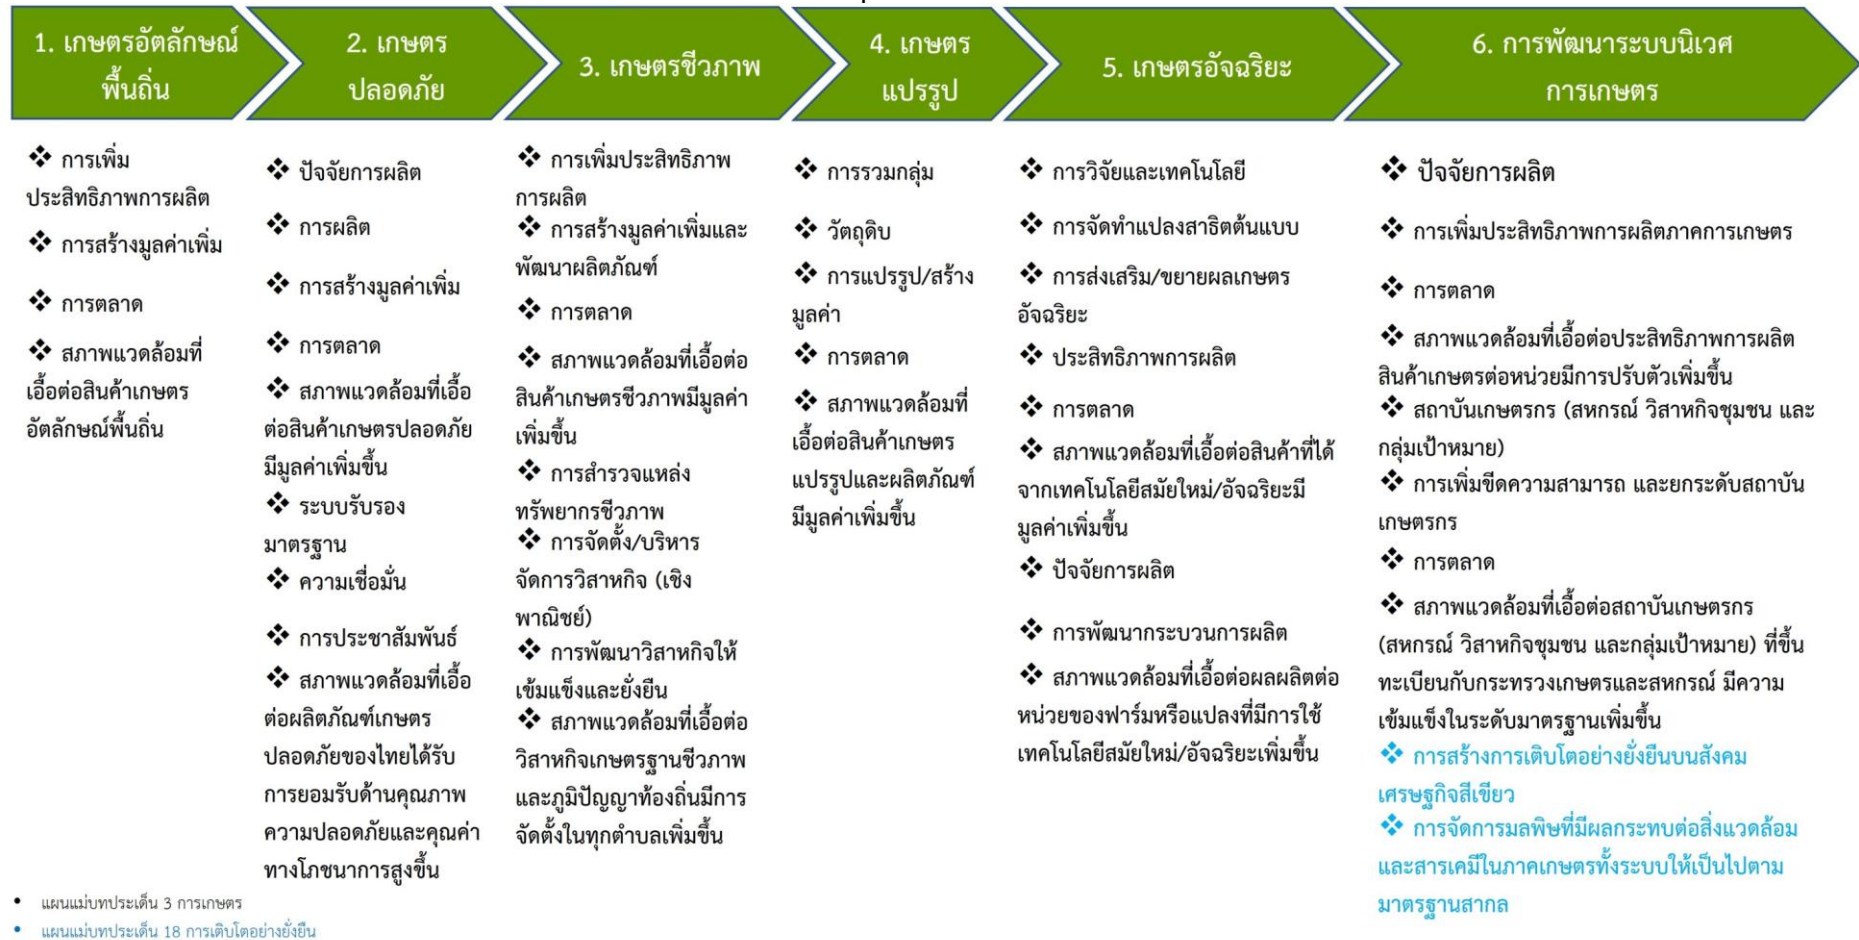 1. เกษตรอัตลักษณ์
พื้นถิ่น
2. เกษตร
ปลอดภัย
3. เกษตรชีวภาพ
4. เกษตร
แปรรูป
5. เกษตรอัจฉริยะ
6. การพัฒนาระบบนิเวศ
การเกษตร
❖ การเพิ่ม
ประสิทธิภาพการผลิต
❖ การสร้างมูลค่าเพิ่ม
❖ การตลาด
❖ สภาพแวดล้อมที่
เอื้อต่อสินค้าเกษตร
อัตลักษณ์พื้นถิ่น
❖ ปัจจัยการผลิต
❖ การผลิต
❖ การสร้างมูลค่าเพิ่ม
❖ การตลาด
❖ สภาพแวดล้อมที่เอื้อ
ต่อสินค้าเกษตรปลอดภัย
มีมูลค่าเพิ่มขึ้น
❖ ระบบรับรอง
มาตรฐาน
❖ ความเชื่อมั่น
❖ การประชาสัมพันธ์
❖ สภาพแวดล้อมที่เอื้อ
ต่อผลิตภัณฑ์เกษตร
ปลอดภัยของไทยได้รับ
การยอมรับด้านคุณภาพ
ความปลอดภัยและคุณค่า
ทางโภชนาการสูงขึ้น
❖ การเพิ่มประสิทธิภาพ
การผลิต
❖ การสร้างมูลค่าเพิ่มและ
พัฒนาผลิตภัณฑ์
❖ การตลาด
❖ สภาพแวดล้อมที่เอื้อต่อ
สินค้าเกษตรชีวภาพมีมูลค่า
เพิ่มขึ้น
❖ การสำรวจแหล่ง
ทรัพยากรชีวภาพ
❖ การจัดตั้ง/บริหาร
จัดการวิสาหกิจ (เชิง
พาณิชย์)
❖ การพัฒนาวิสาหกิจให้
เข้มแข็งและยั่งยืน
❖ สภาพแวดล้อมที่เอื้อต่อ
วิสาหกิจเกษตรฐานชีวภาพ
และภูมิปัญญาท้องถิ่นมีการ
จัดตั้งในทุกตำบลเพิ่มขึ้น
❖ การรวมกลุ่ม
❖ วัตถุดิบ
❖ การแปรรูป/สร้าง
มูลค่า
❖ การตลาด
❖ สภาพแวดล้อมที่
เอื้อต่อสินค้าเกษตร
แปรรูปและผลิตภัณฑ์
มีมูลค่าเพิ่มขึ้น
❖ การวิจัยและเทคโนโลยี
❖ การจัดทำแปลงสาธิตต้นแบบ
❖ การส่งเสริม/ขยายผลเกษตร
อัจฉริยะ
❖ ประสิทธิภาพการผลิต
❖ การตลาด
❖ สภาพแวดล้อมที่เอื้อต่อสินค้าที่ได้
จากเทคโนโลยีสมัยใหม่/อัจฉริยะมี
มูลค่าเพิ่มขึ้น
❖ ปัจจัยการผลิต
❖ การพัฒนากระบวนการผลิต
❖ สภาพแวดล้อมที่เอื้อต่อผลผลิตต่อ
หน่วยของฟาร์มหรือแปลงที่มีการใช้
เทคโนโลยีสมัยใหม่/อัจฉริยะเพิ่มขึ้น
❖ ปัจจัยการผลิต
❖ การเพิ่มประสิทธิภาพการผลิตภาคการเกษตร
❖ การตลาด
❖ สภาพแวดล้อมที่เอื้อต่อประสิทธิภาพการผลิต
สินค้าเกษตรต่อหน่วยมีการปรับตัวเพิ่มขึ้น
❖ สถาบันเกษตรกร (สหกรณ์ วิสาหกิจชุมชน และ
กลุ่มเป้าหมาย)
❖ การเพิ่มขีดความสามารถ และยกระดับสถาบัน
เกษตรกร
❖ การตลาด
❖ สภาพแวดล้อมที่เอื้อต่อสถาบันเกษตรกร
(สหกรณ์ วิสาหกิจชุมชน และกลุ่มเป้าหมาย) ที่ขึ้น
ทะเบียนกับกระทรวงเกษตรและสหกรณ์ มีความ
เข้มแข็งในระดับมาตรฐานเพิ่มขึ้น
❖ การสร้างการเติบโตอย่างยั่งยืนบนสังคม
เศรษฐกิจสีเขียว
❖ การจัดการมลพิษที่มีผลกระทบต่อสิ่งแวดล้อม
และสารเคมีในภาคเกษตรทั้งระบบให้เป็นไปตาม
มาตรฐานสากล
• แผนแม่บทประเด็น 3 การเกษตร
• แผนแม่บทประเด็น 18 การเติบโตอย่างยั่งยืน